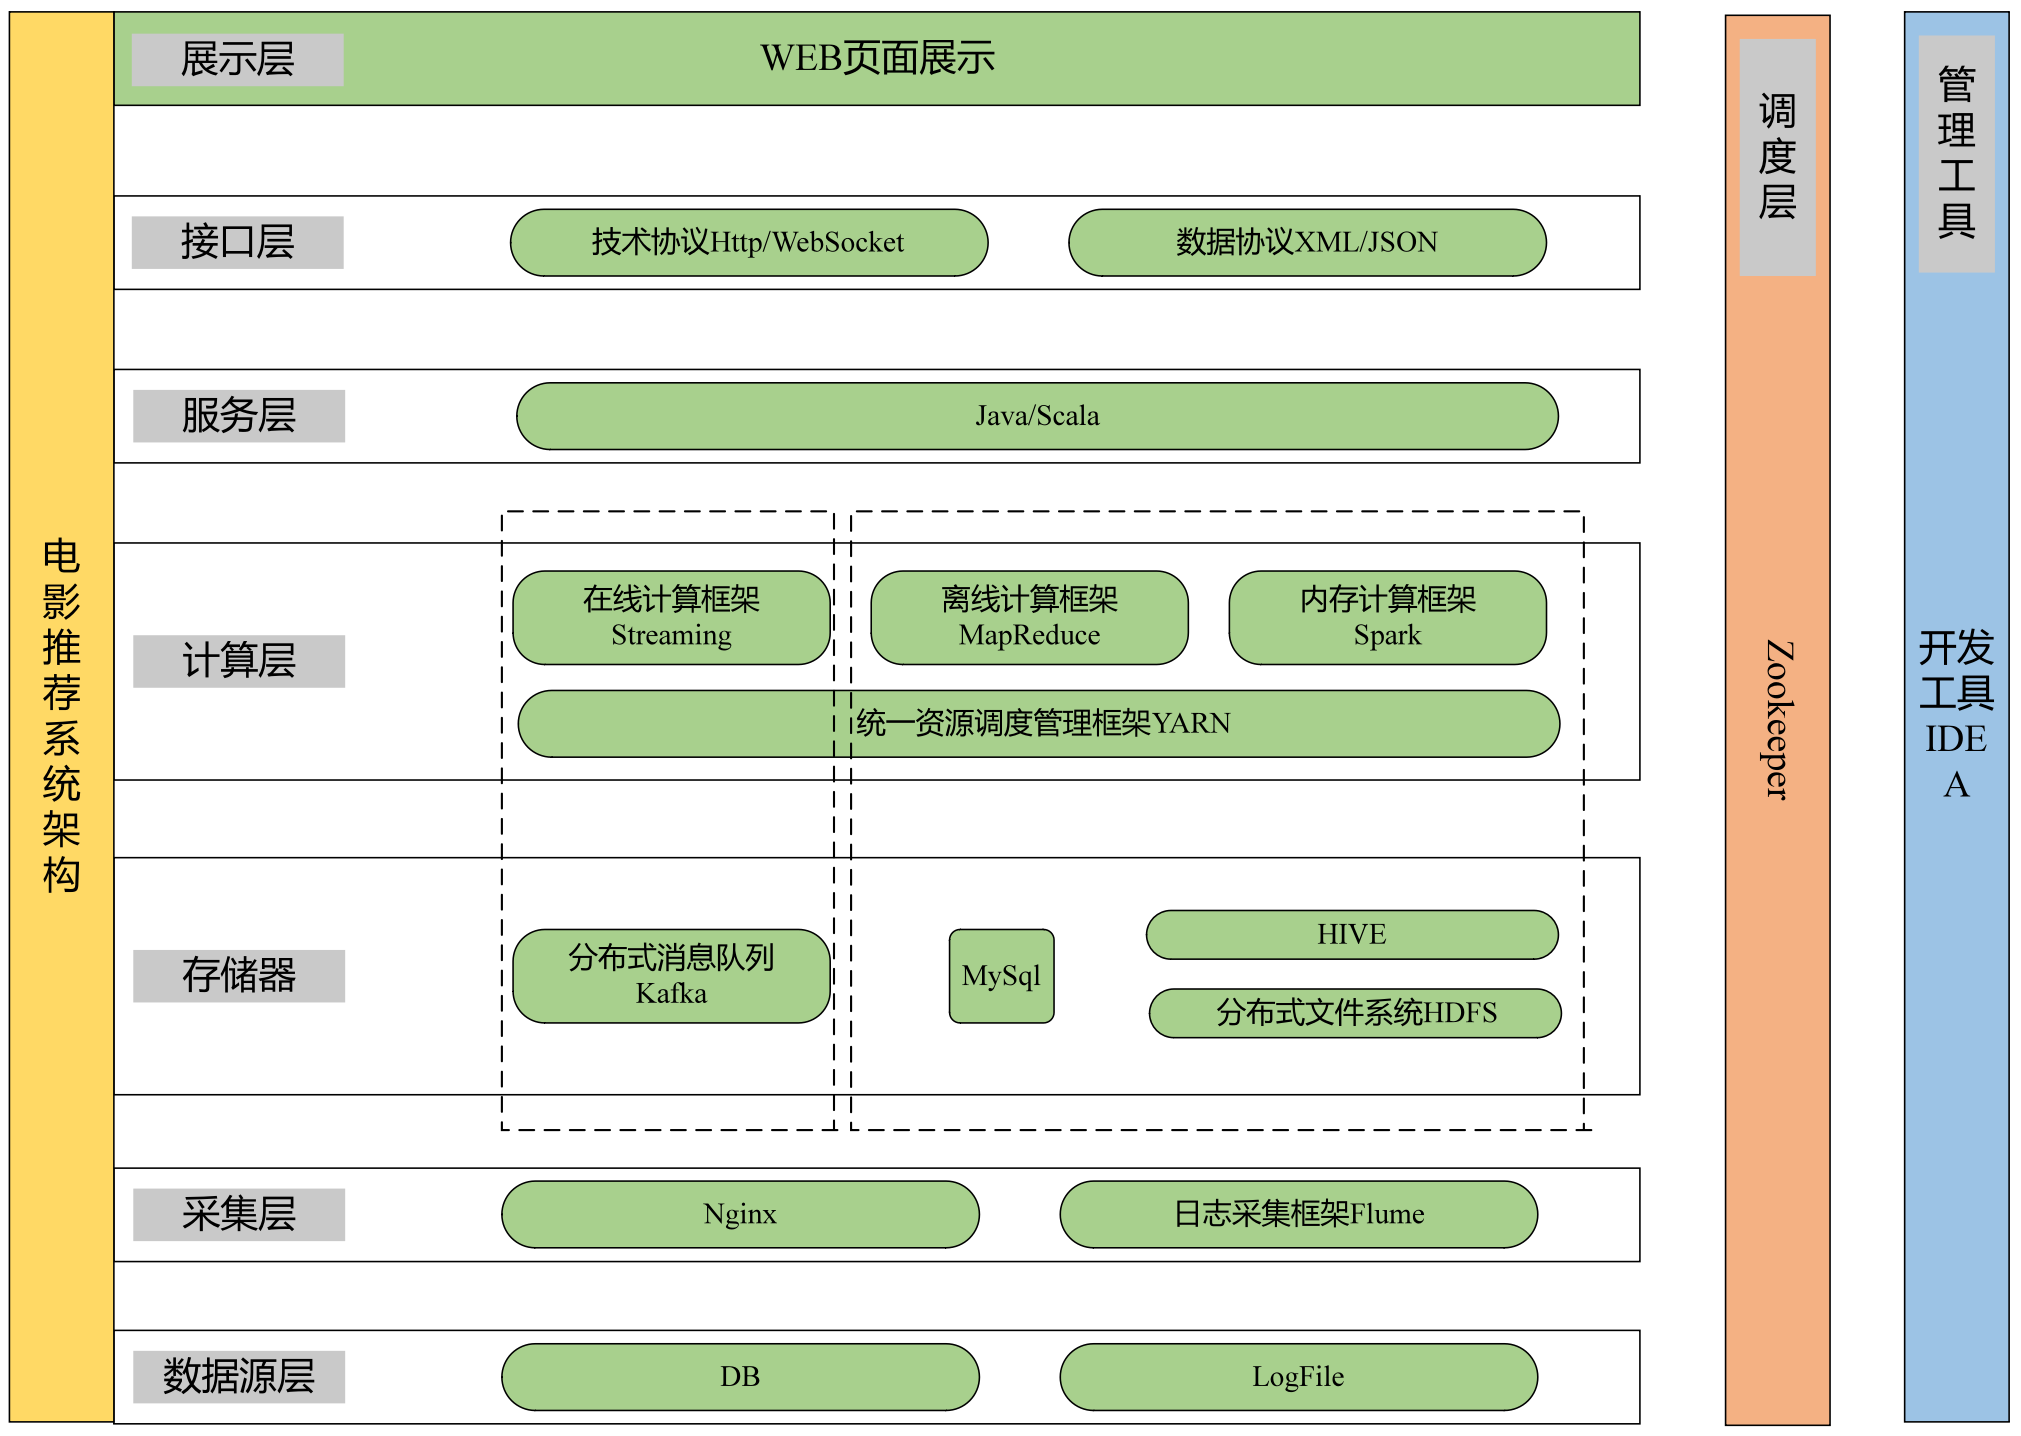 电影推荐系统架构
展示层
WEB页面展示
接口层
技术协议Http/WebSocket
数据协议XML/JSON
服务层
Java/Scala
计算层
在线计算框架
Streaming
离线计算框架
MapReduce
内存计算框架
Spark
统一资源调度管理框架YARN
存储器
分布式消息队列
Kafka
MySql
HIVE
分布式文件系统HDFS
采集层
Nginx
日志采集框架Flume
数据源层
DB
LogFile
调度层
Zookeeper
管理工具
开发
工具
IDE
A